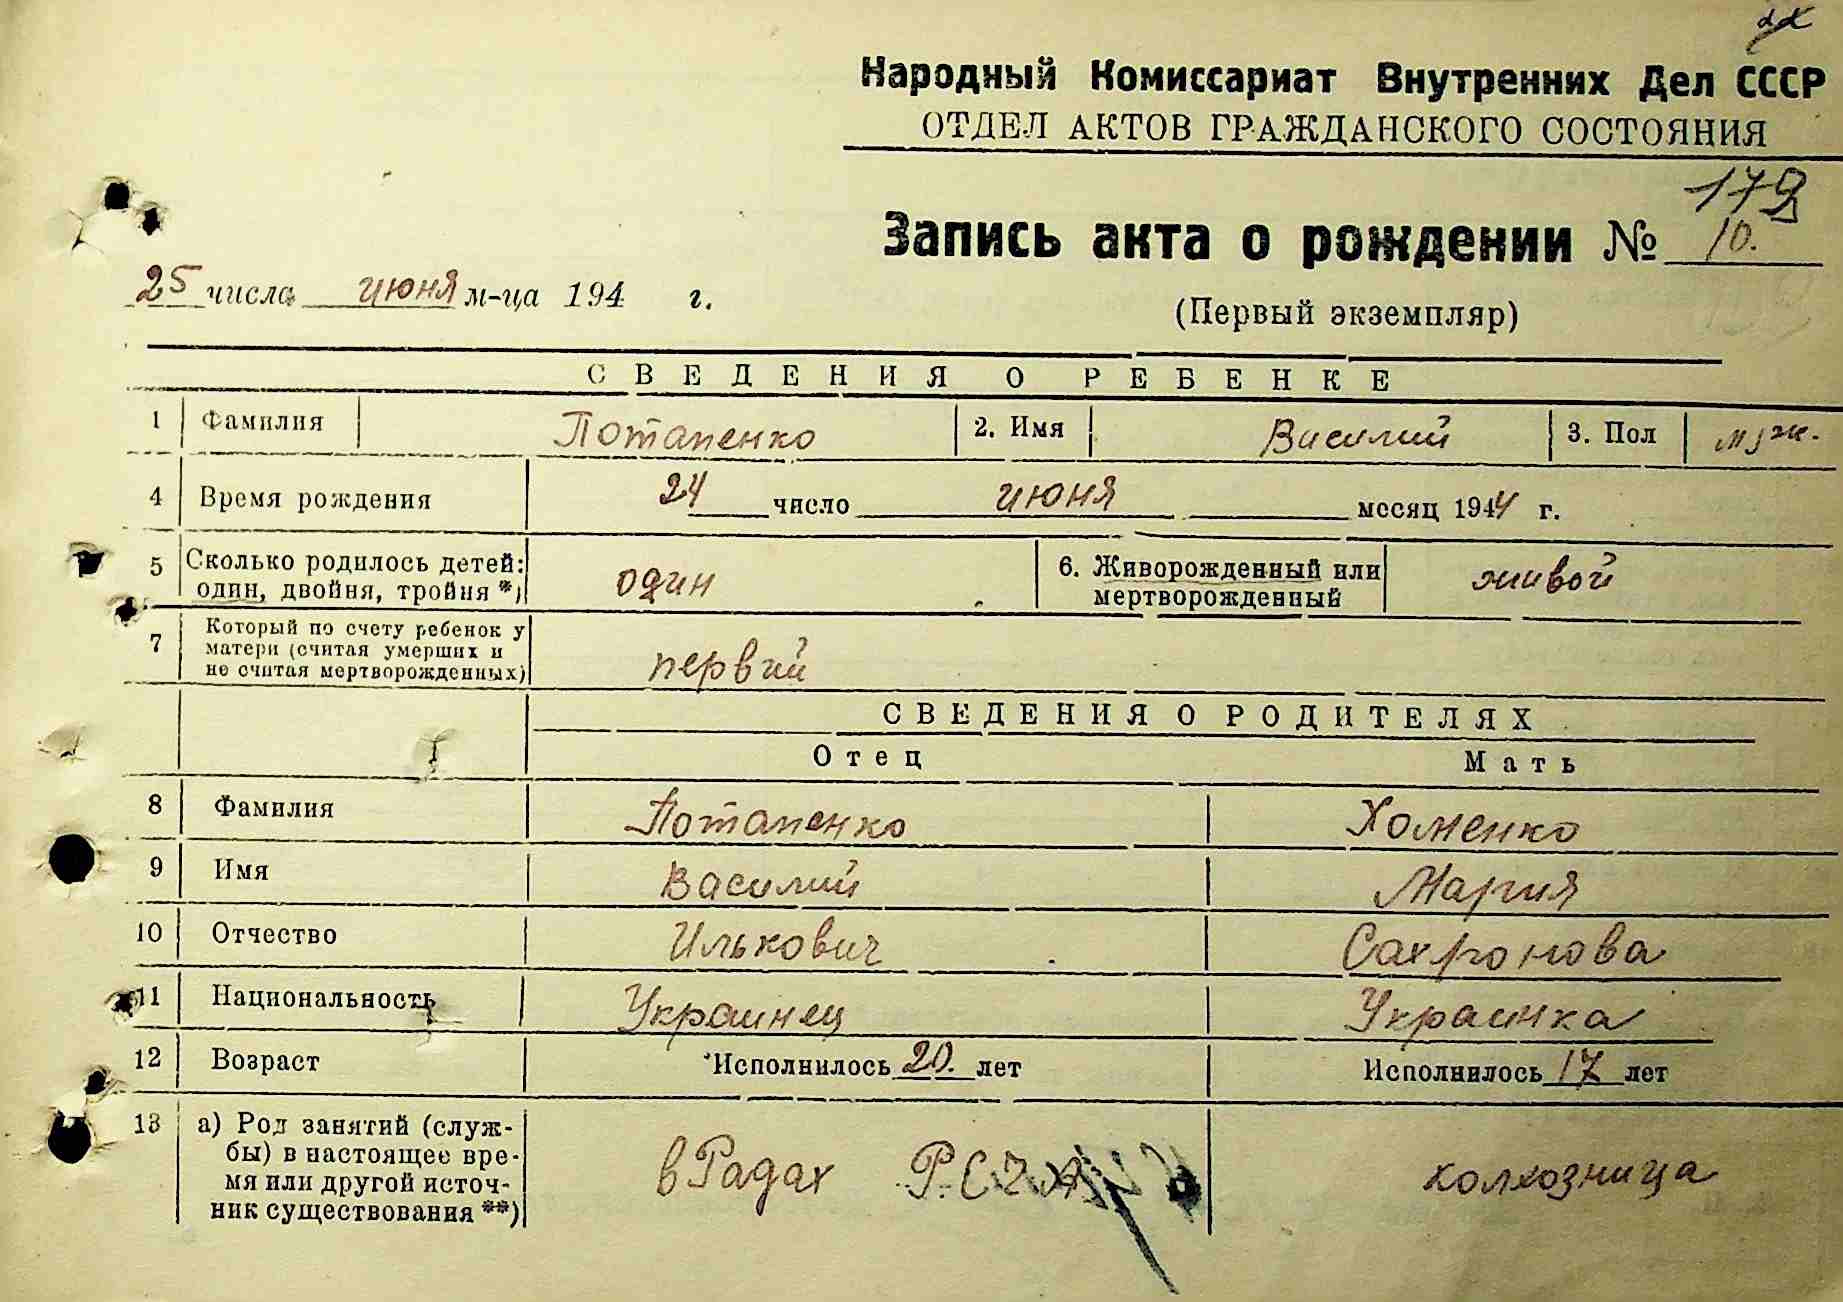 Народный Комиссариат Внутренних Дел СССР
ОТДЕЛ АКТОВ ГРАЖДАНСКОГО СОСТОЯНИЯ
Запись акта о рождении № 10.
25 числа июня м-ца 194 г.
(Первый экземпляр)
СВЕДЕНИЯ О РЕБЕНКЕ
1 Фамилия Потапенко 2. Имя Василий 3. Пол муж.
4 Время рождения 24 число июня месяц 1944 г.
5 Сколько родилось детей: один, двойня, тройня *) один 6. Живорожденный или мертворожденный живой
7 Который по счету ребенок у матери (считая умерших и не считая мертворожденных) первий
СВЕДЕНИЯ О РОДИТЕЛЯХ
Отец Мать
8 Фамилия Потапенко Хоменко
9 Имя Василий Мария
10 Отчество Илькович Сахронова
11 Национальность Украинец Украинка
12 Возраст Исполнилось 20. лет Исполнилось 17 лет
13 а) Род занятий (службы) в настоящее время или другой источник существования **) в Радах колхозница